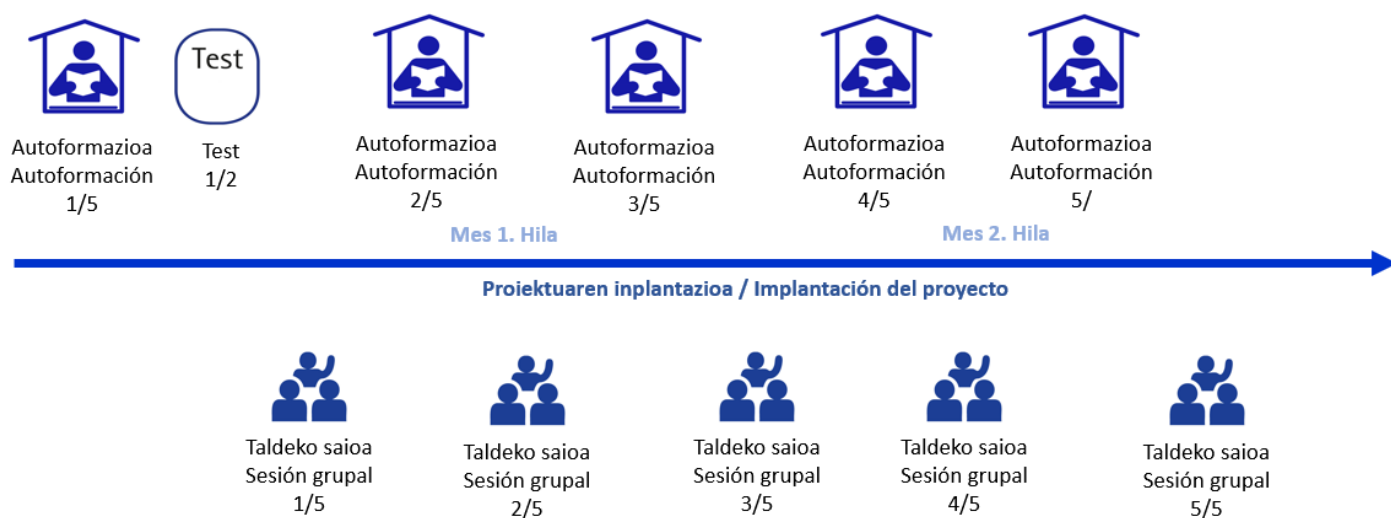 Test
Autoformazioa
Autoformación
1/5
Test
1/2
Autoformazioa
Autoformación
2/5
Autoformazioa
Autoformación
3/5
Autoformazioa
Autoformación
4/5
Autoformazioa
Autoformación
5/
Mes 1. Hila
Mes 2. Hila
Proiektuaren inplantazioa / Implantación del proyecto
Taldeko saioa
Sesión grupal
1/5
Taldeko saioa
Sesión grupal
2/5
Taldeko saioa
Sesión grupal
3/5
Taldeko saioa
Sesión grupal
4/5
Taldeko saioa
Sesión grupal
5/5